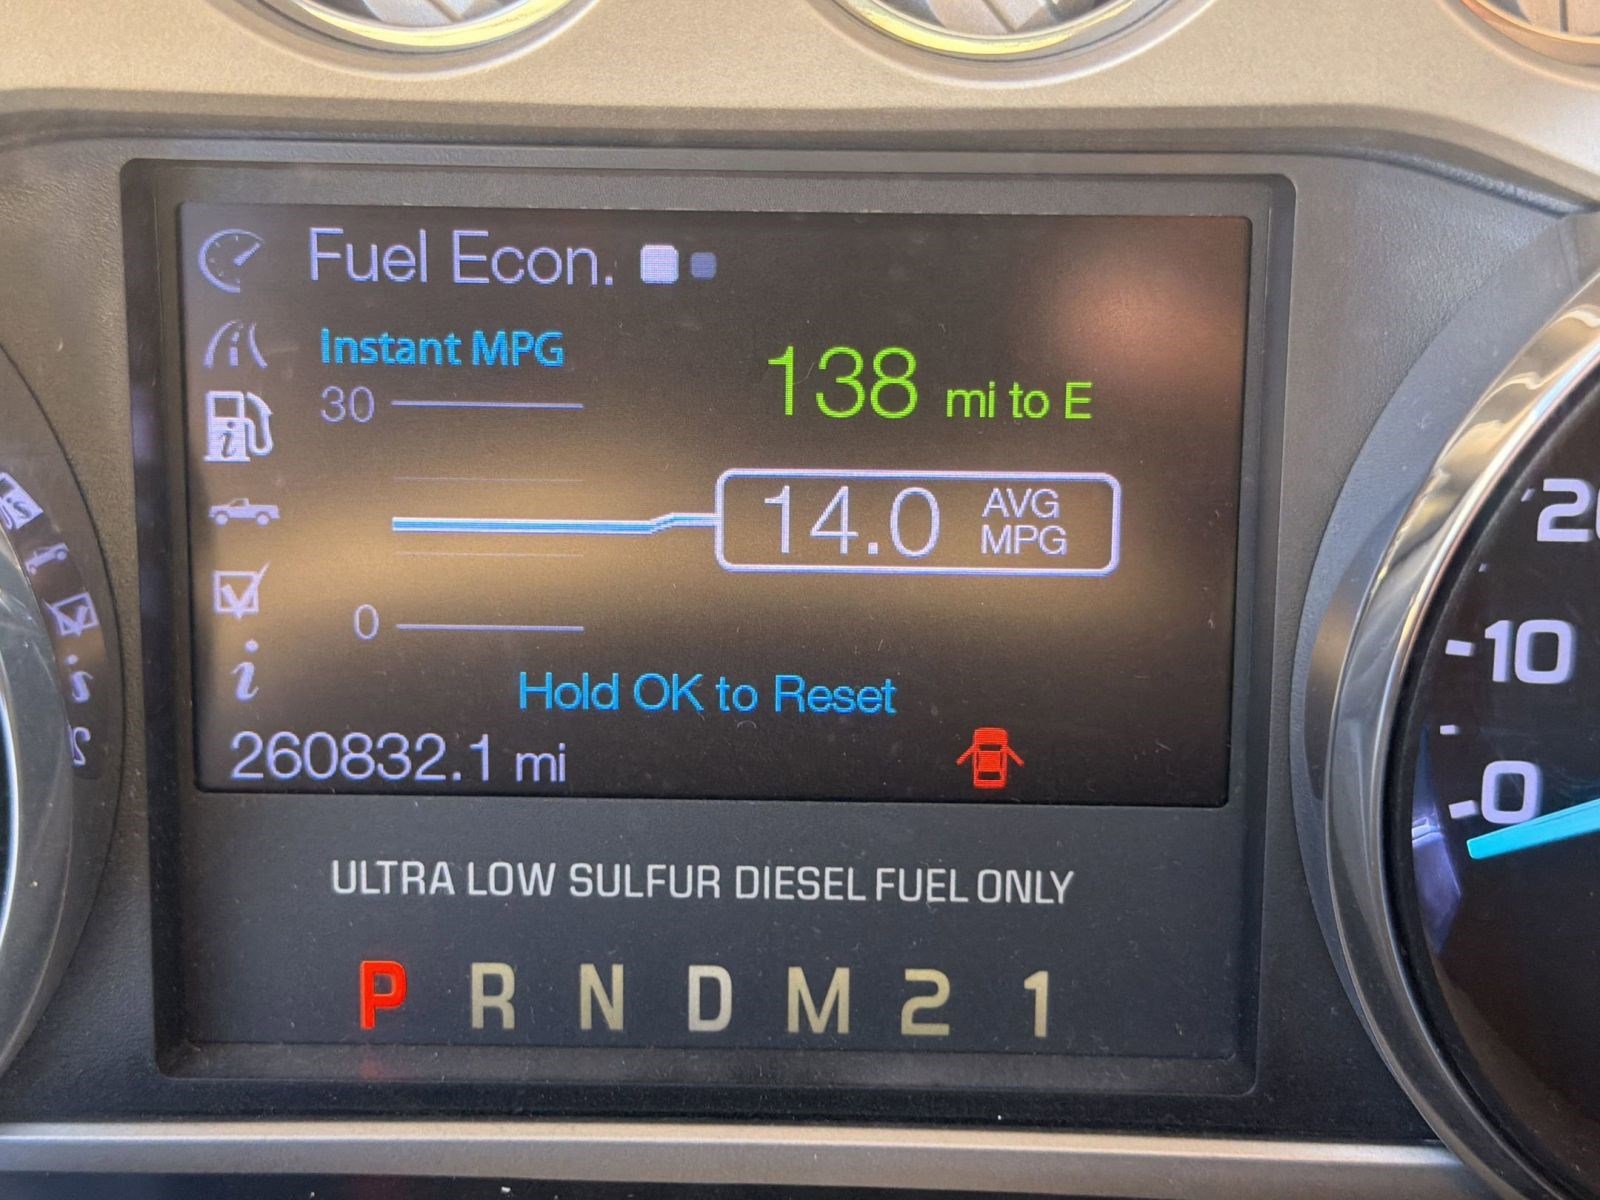 Fuel Econ.
Instant MPG
30
138 mi to E
14.0 AVG MPG
0
Hold OK to Reset
260832.1 mi
ULTRA LOW SULFUR DIESEL FUEL ONLY
P R N D M 2 1
20
10
0